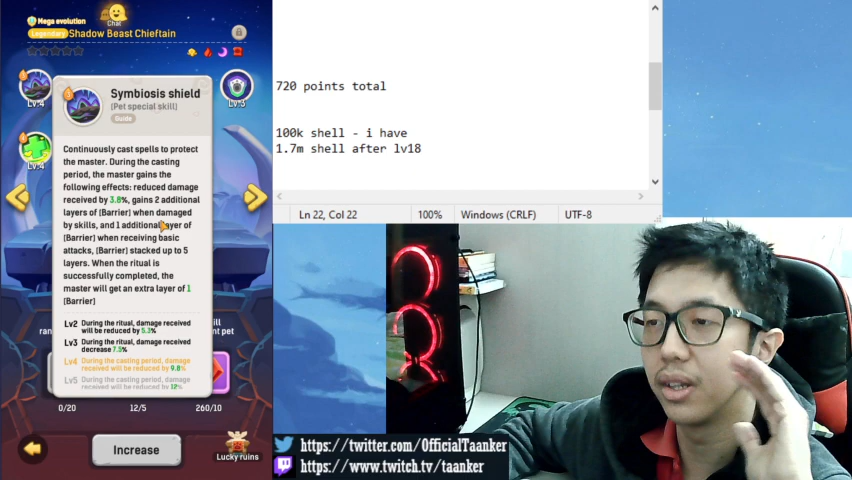 Mega evolution
Chat
Legendary Shadow Beast Chieftain
Lv.4
Lv.3
Lv.4
Symbiosis shield
[Pet special skill]
Guide
Continuously cast spells to protect
the master. During the casting
period, the master gains the
following effects: reduced damage
received by 3.8%, gains 2 additional
layers of [Barrier] when damaged
by skills, and 1 additional layer of
[Barrier] when receiving basic
attacks, [Barrier] stacked up to 5
layers. When the ritual is
successfully completed, the
master will get an extra layer of 1
[Barrier]
Lv2 During the ritual, damage received
will be reduced by 5.3%
Lv3 During the ritual, damage received
decrease 7.5%
Lv4 During the casting period, damage
received will be reduced by 9.8%
Lv5 During the casting period, damage
received will be reduced by 12%
0/20 12/5 260/10
Increase
Lucky ruins
720 points total
100k shell - i have
1.7m shell after lv18
Ln 22, Col 22 100% Windows (CRLF) UTF-8
https://twitter.com/OfficialTaanker
https://www.twitch.tv/taanker